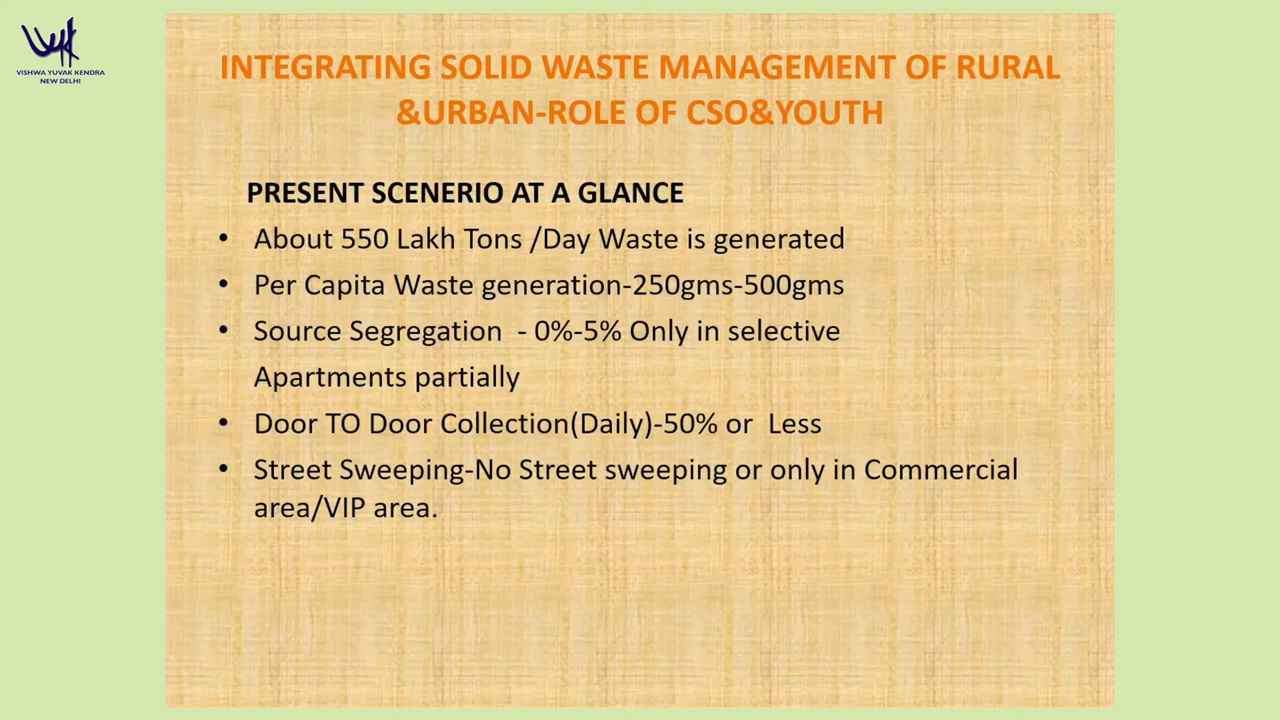 VISHWA YUVAK KENDRA
NEW DELHI
INTEGRATING SOLID WASTE MANAGEMENT OF RURAL
&URBAN-ROLE OF CSO&YOUTH
PRESENT SCENERIO AT A GLANCE
• About 550 Lakh Tons /Day Waste is generated
• Per Capita Waste generation-250gms-500gms
• Source Segregation - 0%-5% Only in selective
Apartments partially
• Door TO Door Collection(Daily)-50% or Less
• Street Sweeping-No Street sweeping or only in Commercial
area/VIP area.